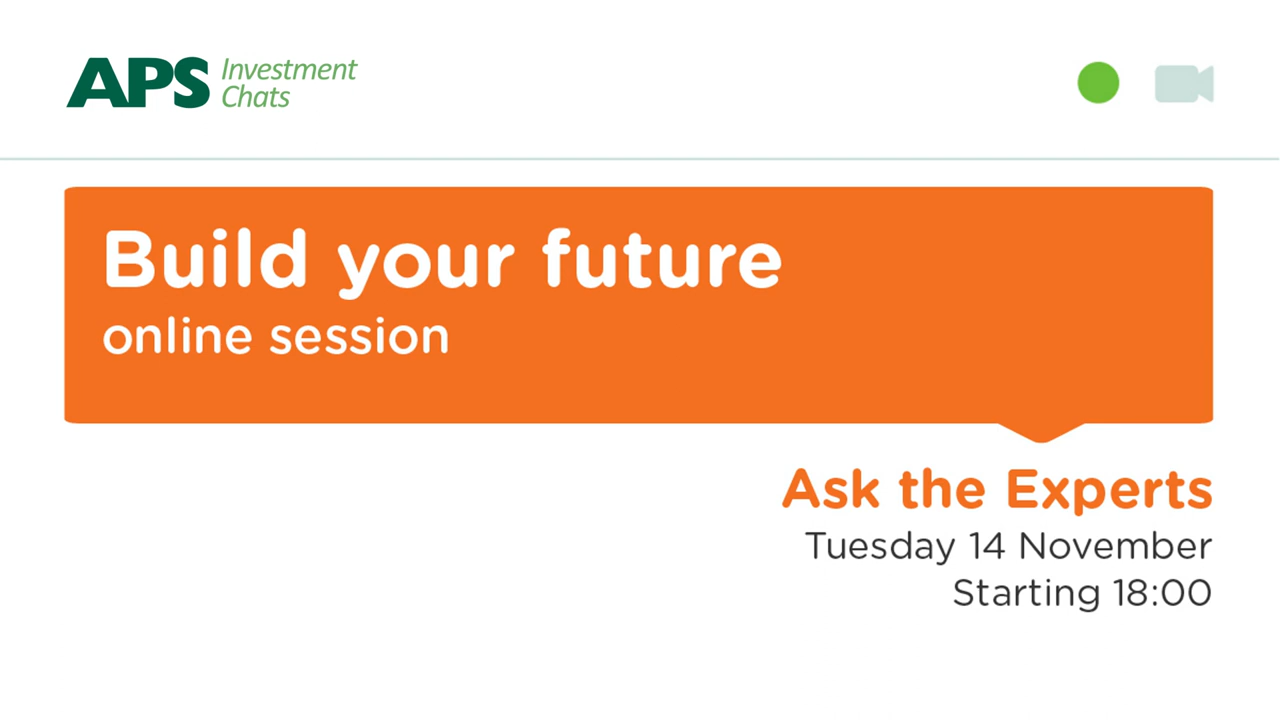 APS Investment
Chats
Build your future
online session
Ask the Experts
Tuesday 14 November
Starting 18:00